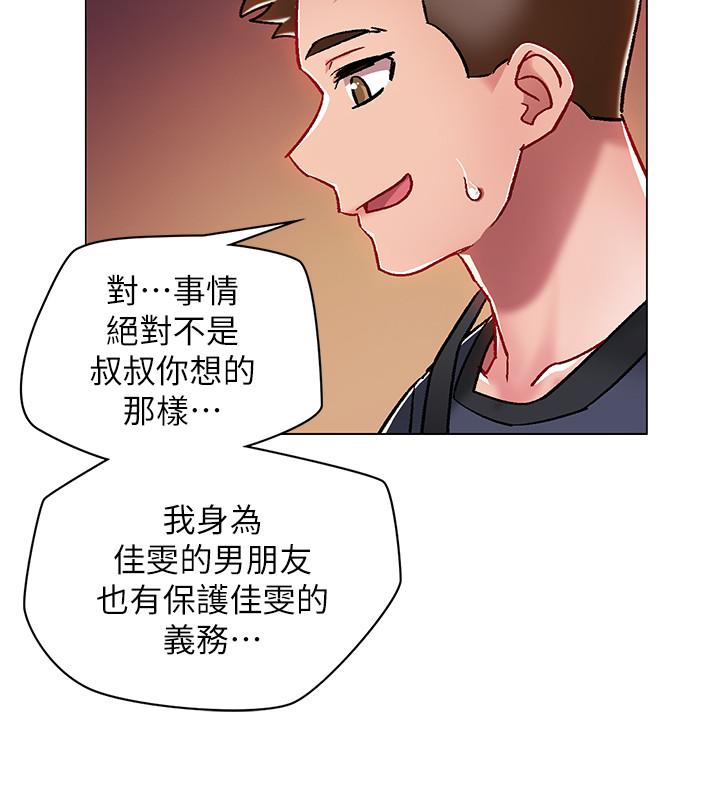 對⋯事情
絕對不是
叔叔你想的
那樣⋯
我身為
佳雯的男朋友
也有保護佳雯的
義務⋯